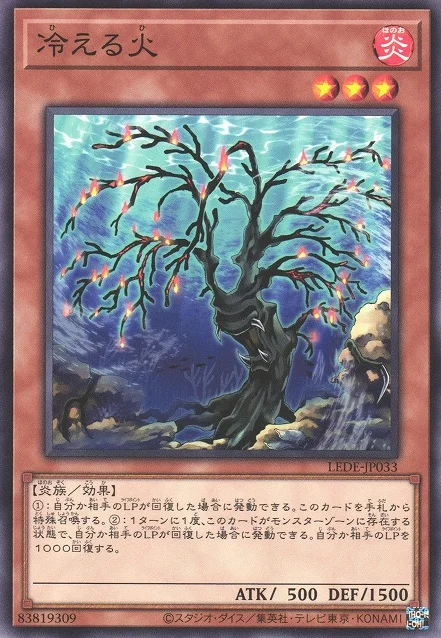 冷える火
炎
LEDE-JP033
【炎族／効果】
①：自分か相手のLPが回復した場合に発動できる。このカードを手札から
特殊召喚する。②：1ターンに1度、このカードがモンスターゾーンに存在する
状態で、自分か相手のLPが回復した場合に発動できる。自分か相手のLPを
1000回復する。
ATK/ 500 DEF/1500
83819309
©スタジオ・ダイス／集英社・テレビ東京・KONAMI